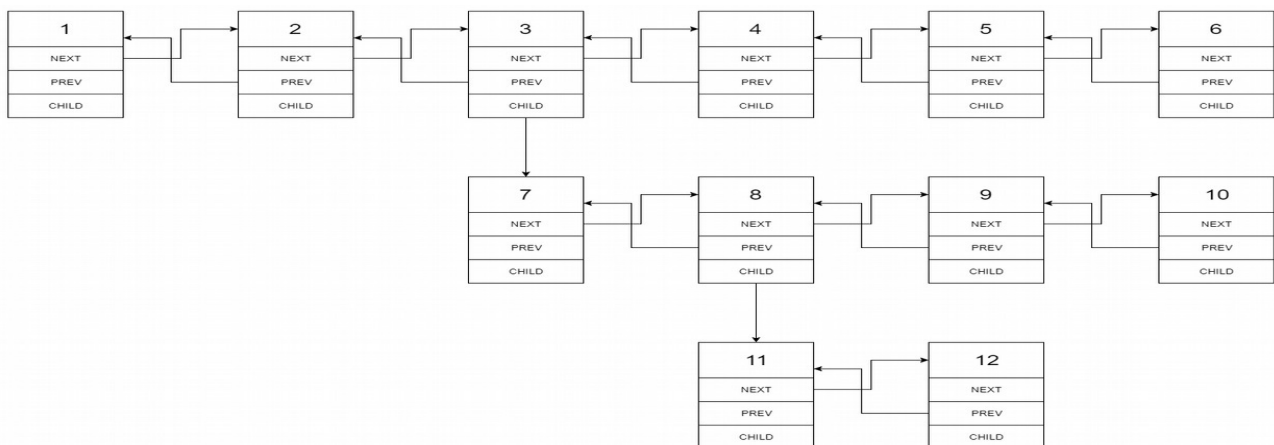 1 2 3 4 5 6
NEXT NEXT NEXT NEXT NEXT NEXT
PREV PREV PREV PREV PREV PREV
CHILD CHILD CHILD CHILD CHILD CHILD
7 8 9 10
NEXT NEXT NEXT NEXT
PREV PREV PREV PREV
CHILD CHILD CHILD CHILD
11 12
NEXT NEXT
PREV PREV
CHILD CHILD